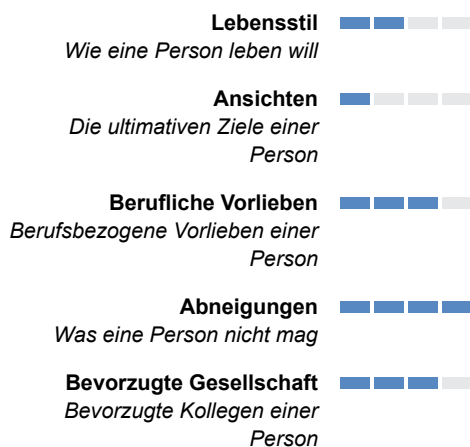 Lebensstil
Wie eine Person leben will
Ansichten
Die ultimativen Ziele einer
Person
Berufliche Vorlieben
Berufsbezogene Vorlieben einer
Person
Abneigungen
Was eine Person nicht mag
Bevorzugte Gesellschaft
Bevorzugte Kollegen einer
Person